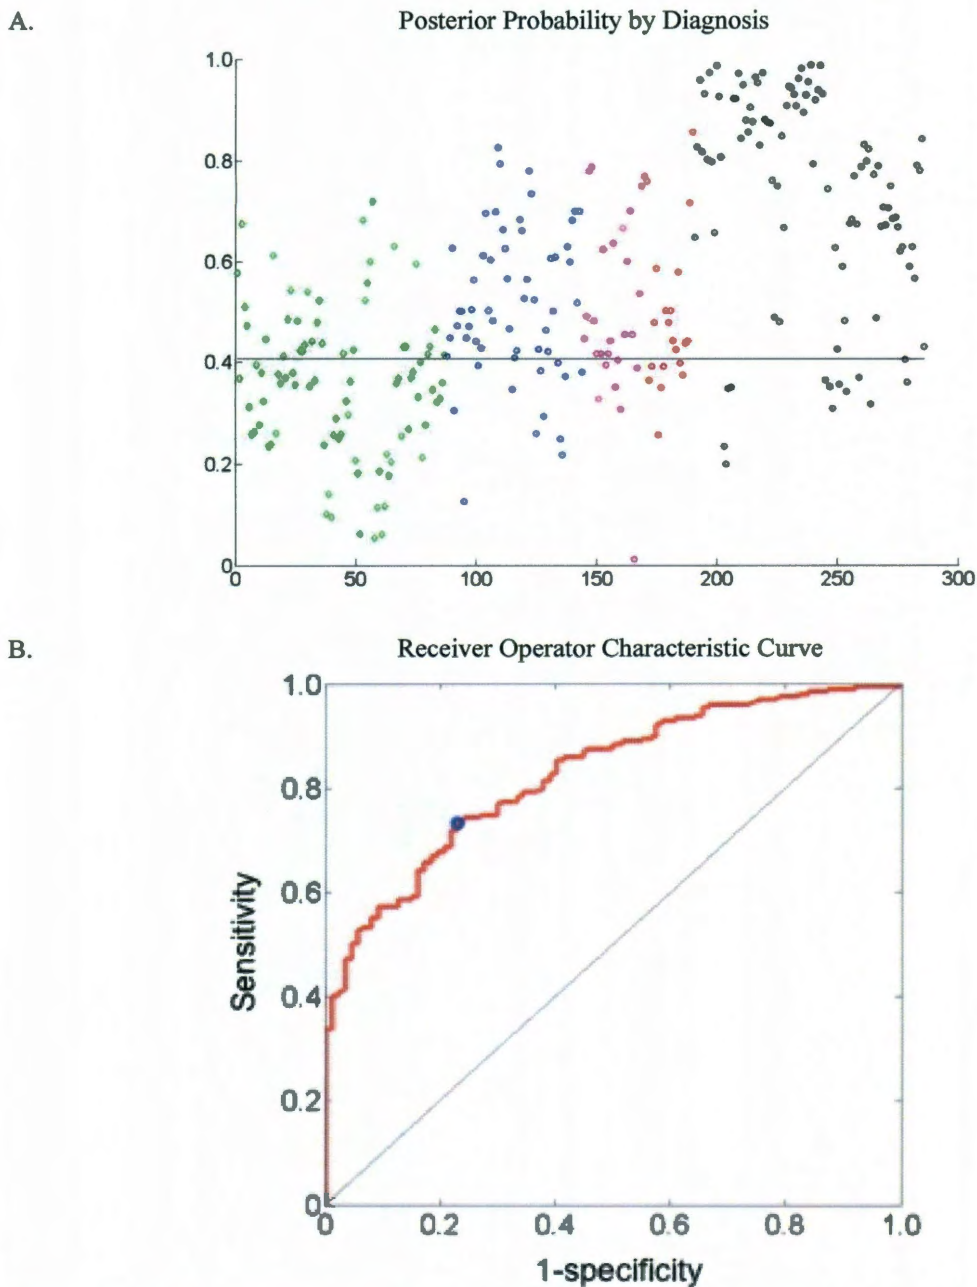 A.
Posterior Probability by Diagnosis
1.0
0.8
0.6
0.4
0.2
0
0 50 100 150 200 250 300
B.
Receiver Operator Characteristic Curve
1.0
0.8
0.6
0.4
0.2
0
Sensitivity
0 0.2 0.4 0.6 0.8 1.0
1-specificity